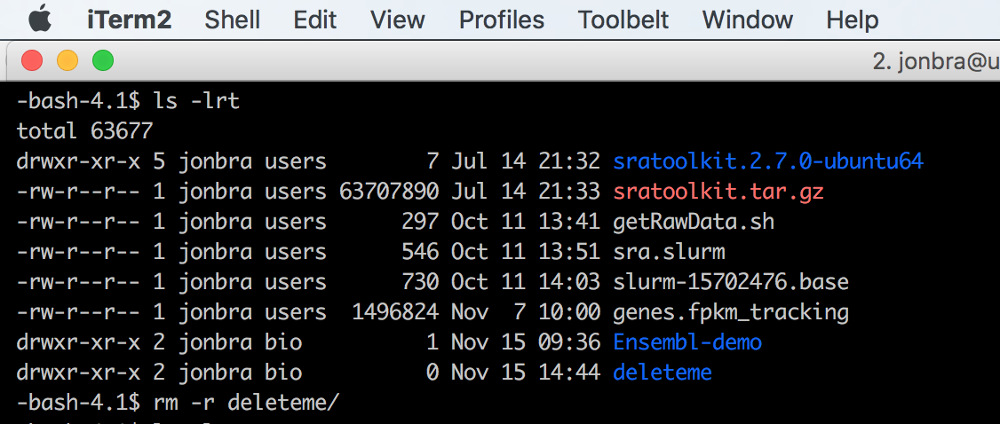 iTerm2 Shell Edit View Profiles Toolbelt Window Help
2. jonbra@u
-bash-4.1$ ls -lrt
total 63677
drwxr-xr-x 5 jonbra users        7 Jul 14 21:32 sratoolkit.2.7.0-ubuntu64
-rw-r--r-- 1 jonbra users 63707890 Jul 14 21:33 sratoolkit.tar.gz
-rw-r--r-- 1 jonbra users      297 Oct 11 13:41 getRawData.sh
-rw-r--r-- 1 jonbra users      546 Oct 11 13:51 sra.slurm
-rw-r--r-- 1 jonbra users      730 Oct 11 14:03 slurm-15702476.base
-rw-r--r-- 1 jonbra users  1496824 Nov  7 10:00 genes.fpkm_tracking
drwxr-xr-x 2 jonbra bio          1 Nov 15 09:36 Ensembl-demo
drwxr-xr-x 2 jonbra bio          0 Nov 15 14:44 deleteme
-bash-4.1$ rm -r deleteme/